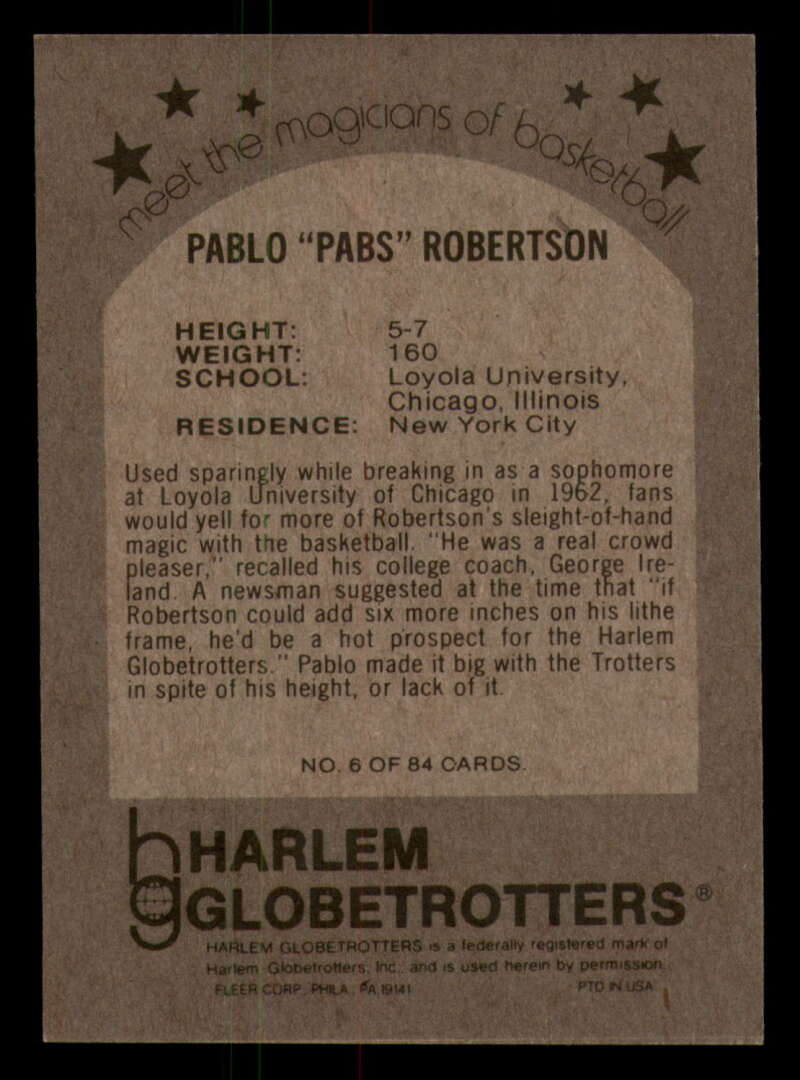 meet the magicians of basketball
PABLO "PABS" ROBERTSON
HEIGHT: 5-7
WEIGHT: 160
SCHOOL: Loyola University,
Chicago, Illinois
RESIDENCE: New York City
Used sparingly while breaking in as a sophomore
at Loyola University of Chicago in 1962, fans
would yell for more of Robertson's sleight-of-hand
magic with the basketball. "He was a real crowd
pleaser," recalled his college coach, George Ire-
land. A newsman suggested at the time that "if
Robertson could add six more inches on his lithe
frame, he'd be a hot prospect for the Harlem
Globetrotters." Pablo made it big with the Trotters
in spite of his height, or lack of it.
NO. 6 OF 84 CARDS.
hg HARLEM
GLOBETROTTERS®
HARLEM GLOBETROTTERS is a federally registered mark of
Harlem Globetrotters, Inc., and is used herein by permission.
FLEER CORP., PHILA., PA. 19141 PTD IN USA